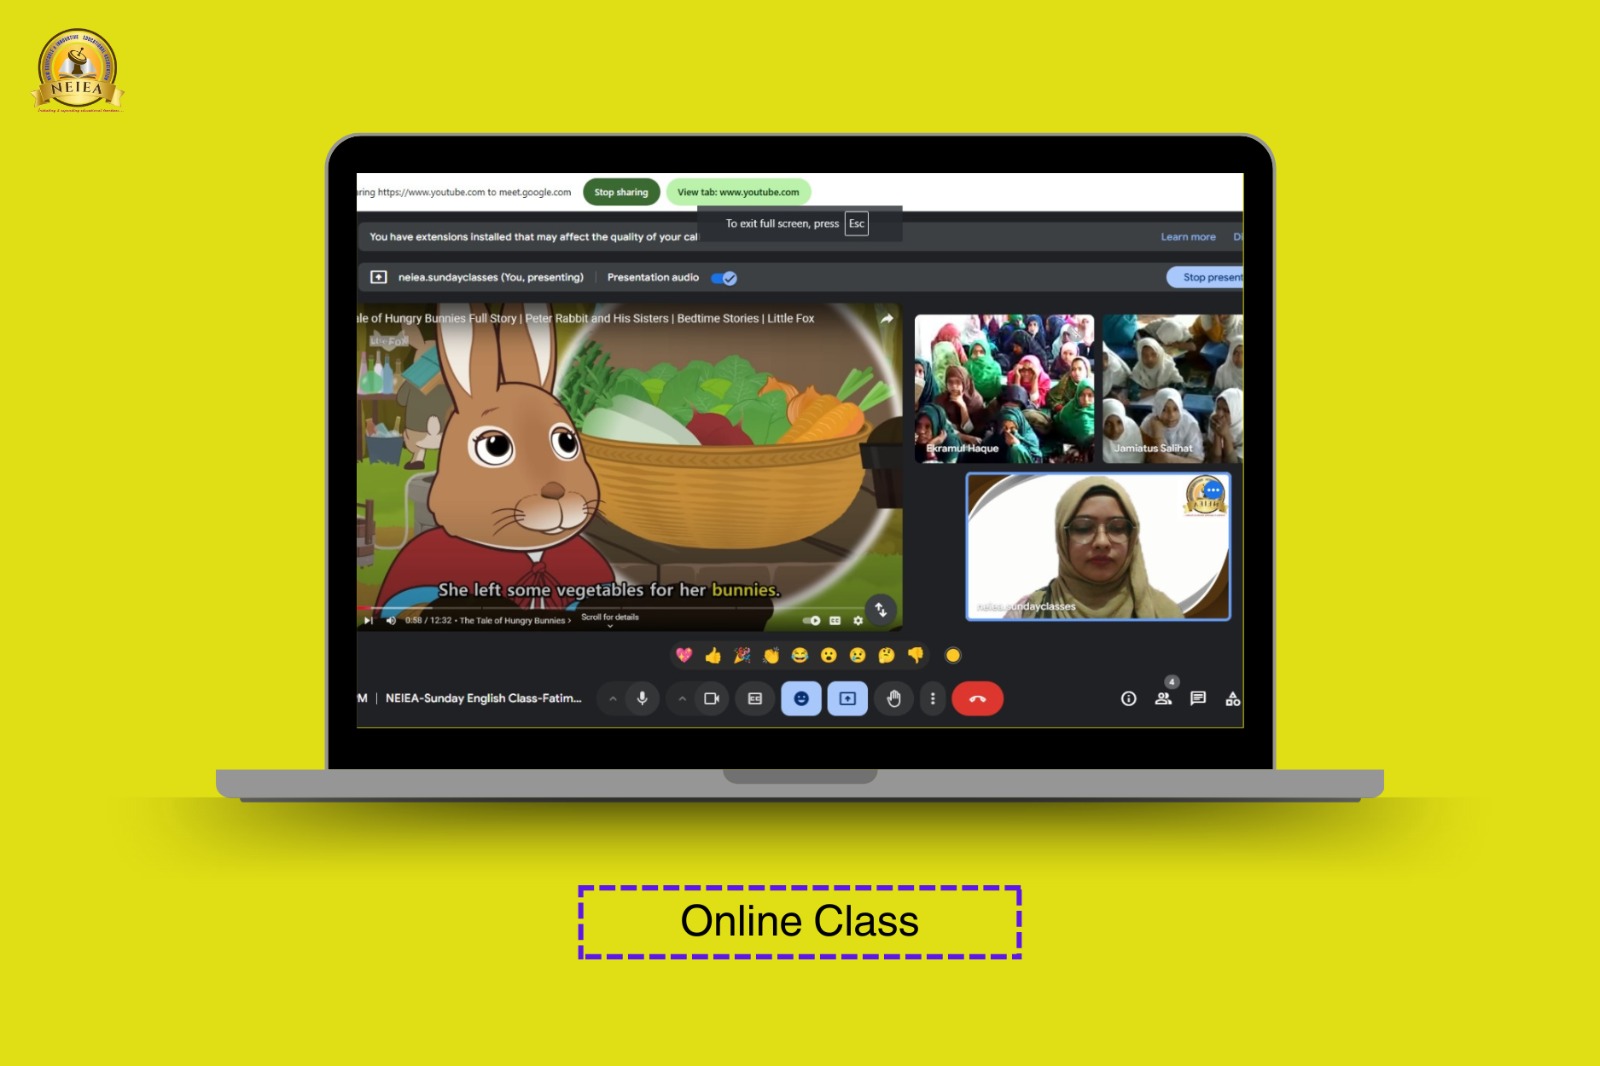 NEIEA
ring https://www.youtube.com to meet.google.com Stop sharing View tab: www.youtube.com
To exit full screen, press Esc
You have extensions installed that may affect the quality of your cal Learn more
neiea.sundayclasses (You, presenting) Presentation audio Stop present
le of Hungry Bunnies Full Story | Peter Rabbit and His Sisters | Bedtime Stories | Little Fox
Ekramul Haque
Jamiatus Salihat
She left some vegetables for her bunnies.
neiea.sundayclasses
0:58 / 12:32 • The Tale of Hungry Bunnies ›
Scroll for details
M | NEIEA-Sunday English Class-Fatim...
4
Online Class